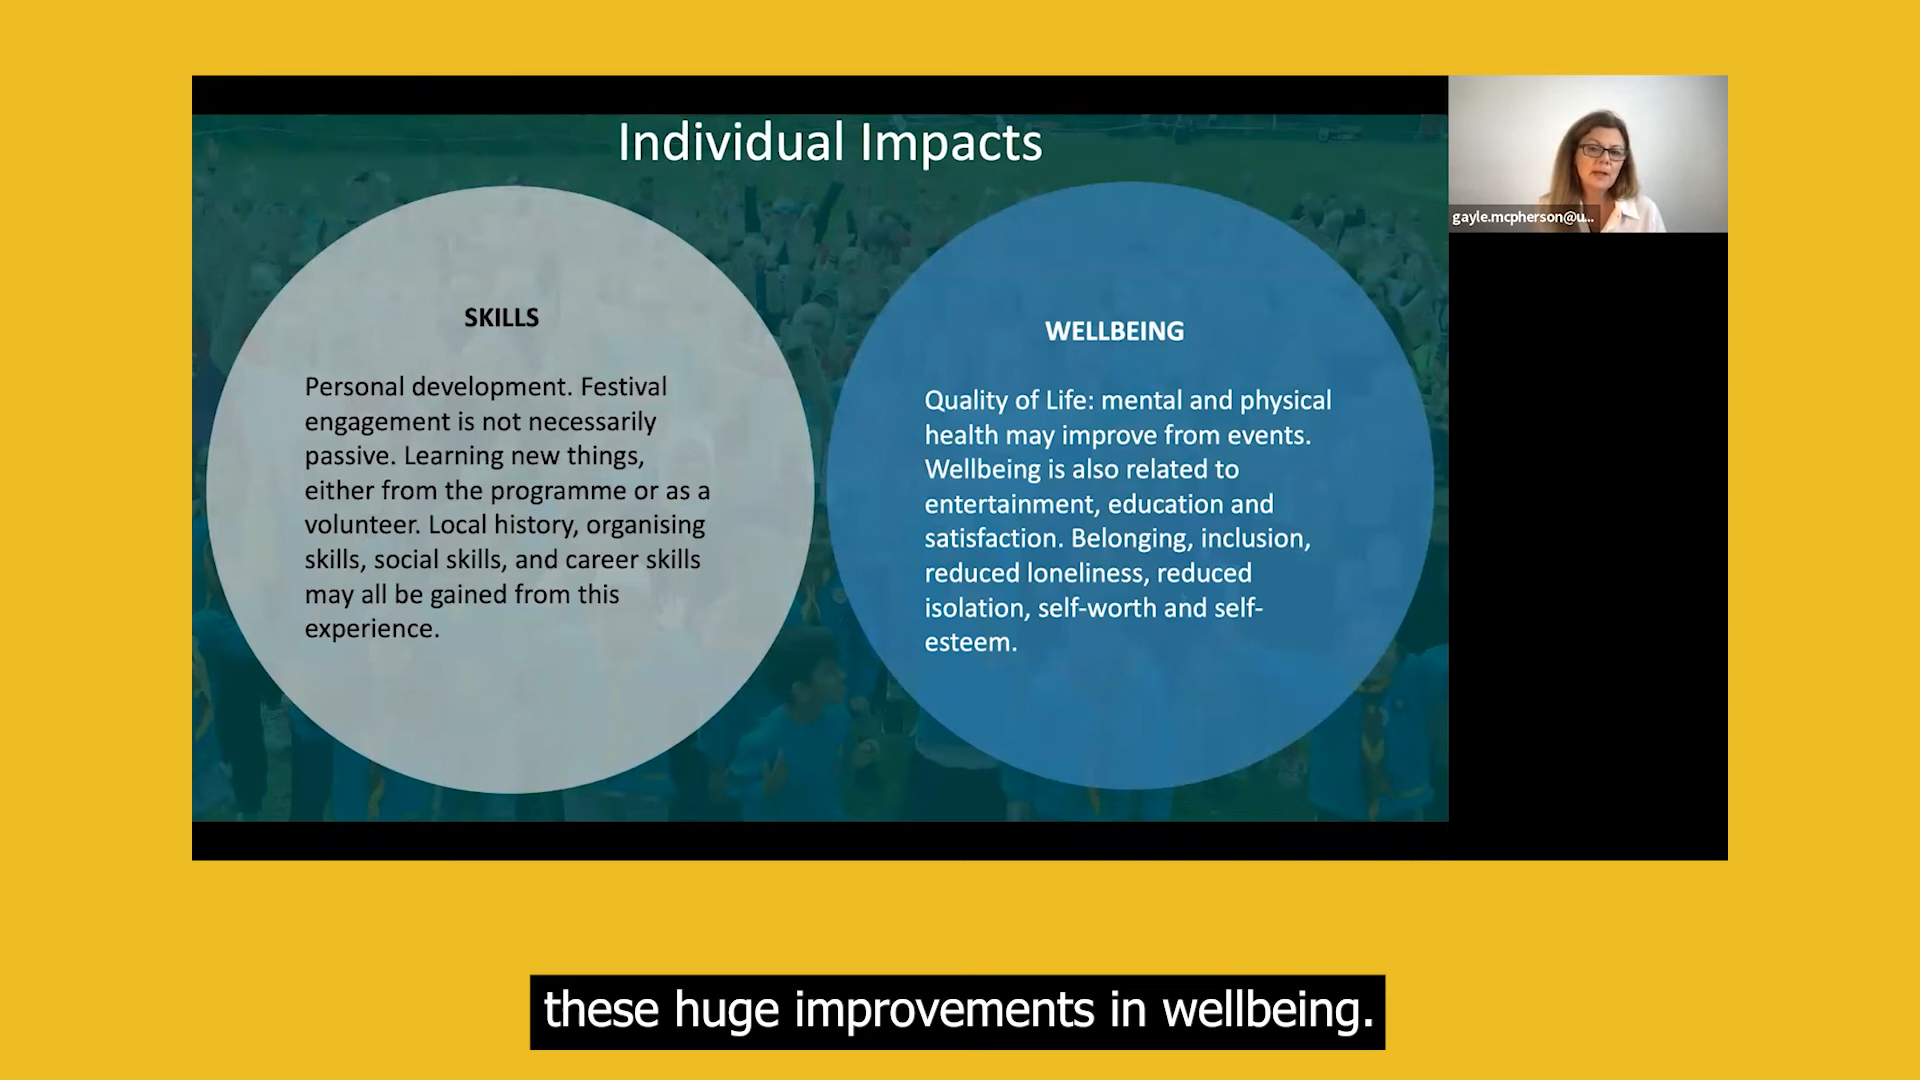 Individual Impacts
SKILLS
Personal development. Festival
engagement is not necessarily
passive. Learning new things,
either from the programme or as a
volunteer. Local history, organising
skills, social skills, and career skills
may all be gained from this
experience.
WELLBEING
Quality of Life: mental and physical
health may improve from events.
Wellbeing is also related to
entertainment, education and
satisfaction. Belonging, inclusion,
reduced loneliness, reduced
isolation, self-worth and self-
esteem.
gayle.mcpherson@u...
these huge improvements in wellbeing.